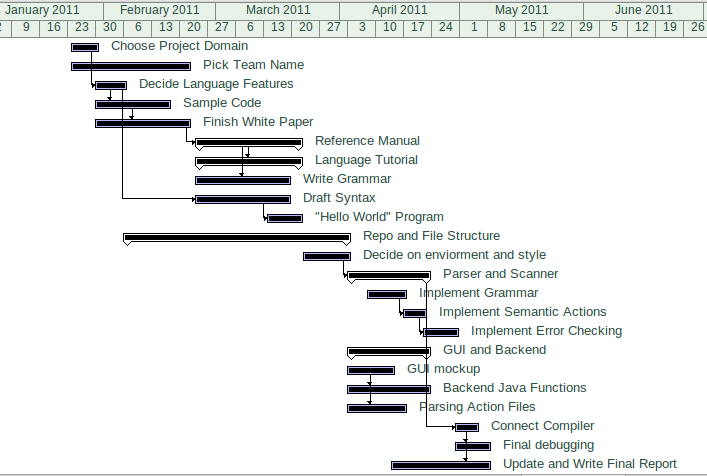 January 2011 February 2011 March 2011 April 2011 May 2011 June 2011
9 16 23 30 6 13 20 27 6 13 20 27 3 10 17 24 1 8 15 22 29 5 12 19 26
Choose Project Domain
Pick Team Name
Decide Language Features
Sample Code
Finish White Paper
Reference Manual
Language Tutorial
Write Grammar
Draft Syntax
"Hello World" Program
Repo and File Structure
Decide on enviorment and style
Parser and Scanner
Implement Grammar
Implement Semantic Actions
Implement Error Checking
GUI and Backend
GUI mockup
Backend Java Functions
Parsing Action Files
Connect Compiler
Final debugging
Update and Write Final Report